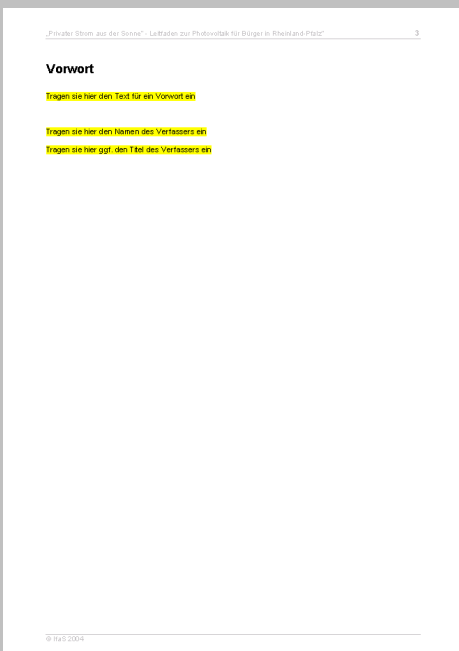 „Privater Strom aus der Sonne" - Leitfaden zur Photovoltaik für Bürger in Rheinland-Pfalz" 3
Vorwort
Tragen sie hier den Text für ein Vorwort ein
Tragen sie hier den Namen des Verfassers ein
Tragen sie hier ggf. den Titel des Verfassers ein
© HaS 2004